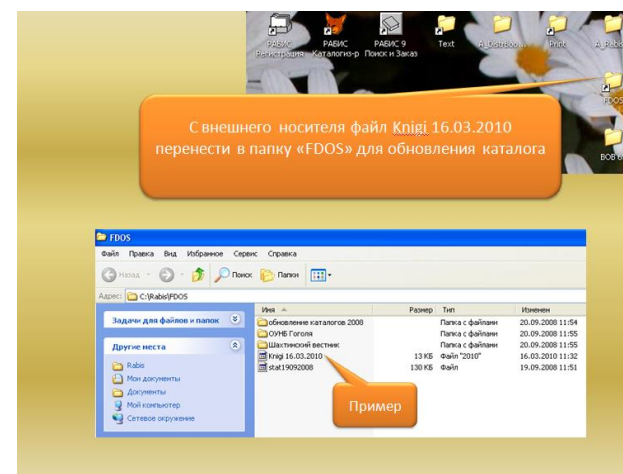 РАБИС
Регистрация
РАБИС
Каталогиз-р
РАБИС 9
Поиск и Заказ
Text
Print
FDOS
С внешнего носителя файл Knigi 16.03.2010
перенести в папку «FDOS» для обновления каталога
FDOS
Файл Правка Вид Избранное Сервис Справка
Назад Поиск Папки
Адрес: C:\Rabis\FDOS
Имя Размер Тип Изменен
Задачи для файлов и папок
обновление каталогов 2008 Папка с файлами 20.09.2008 11:54
ОУНБ Гоголя Папка с файлами 20.09.2008 11:55
Шахтинский вестник Папка с файлами 20.09.2008 11:55
Knigi 16.03.2010 13 КБ Файл "2010" 16.03.2010 11:32
stat19092008 130 КБ Файл 19.09.2008 11:51
Другие места
Rabis
Мои документы
Документы
Мой компьютер
Сетевое окружение
Пример